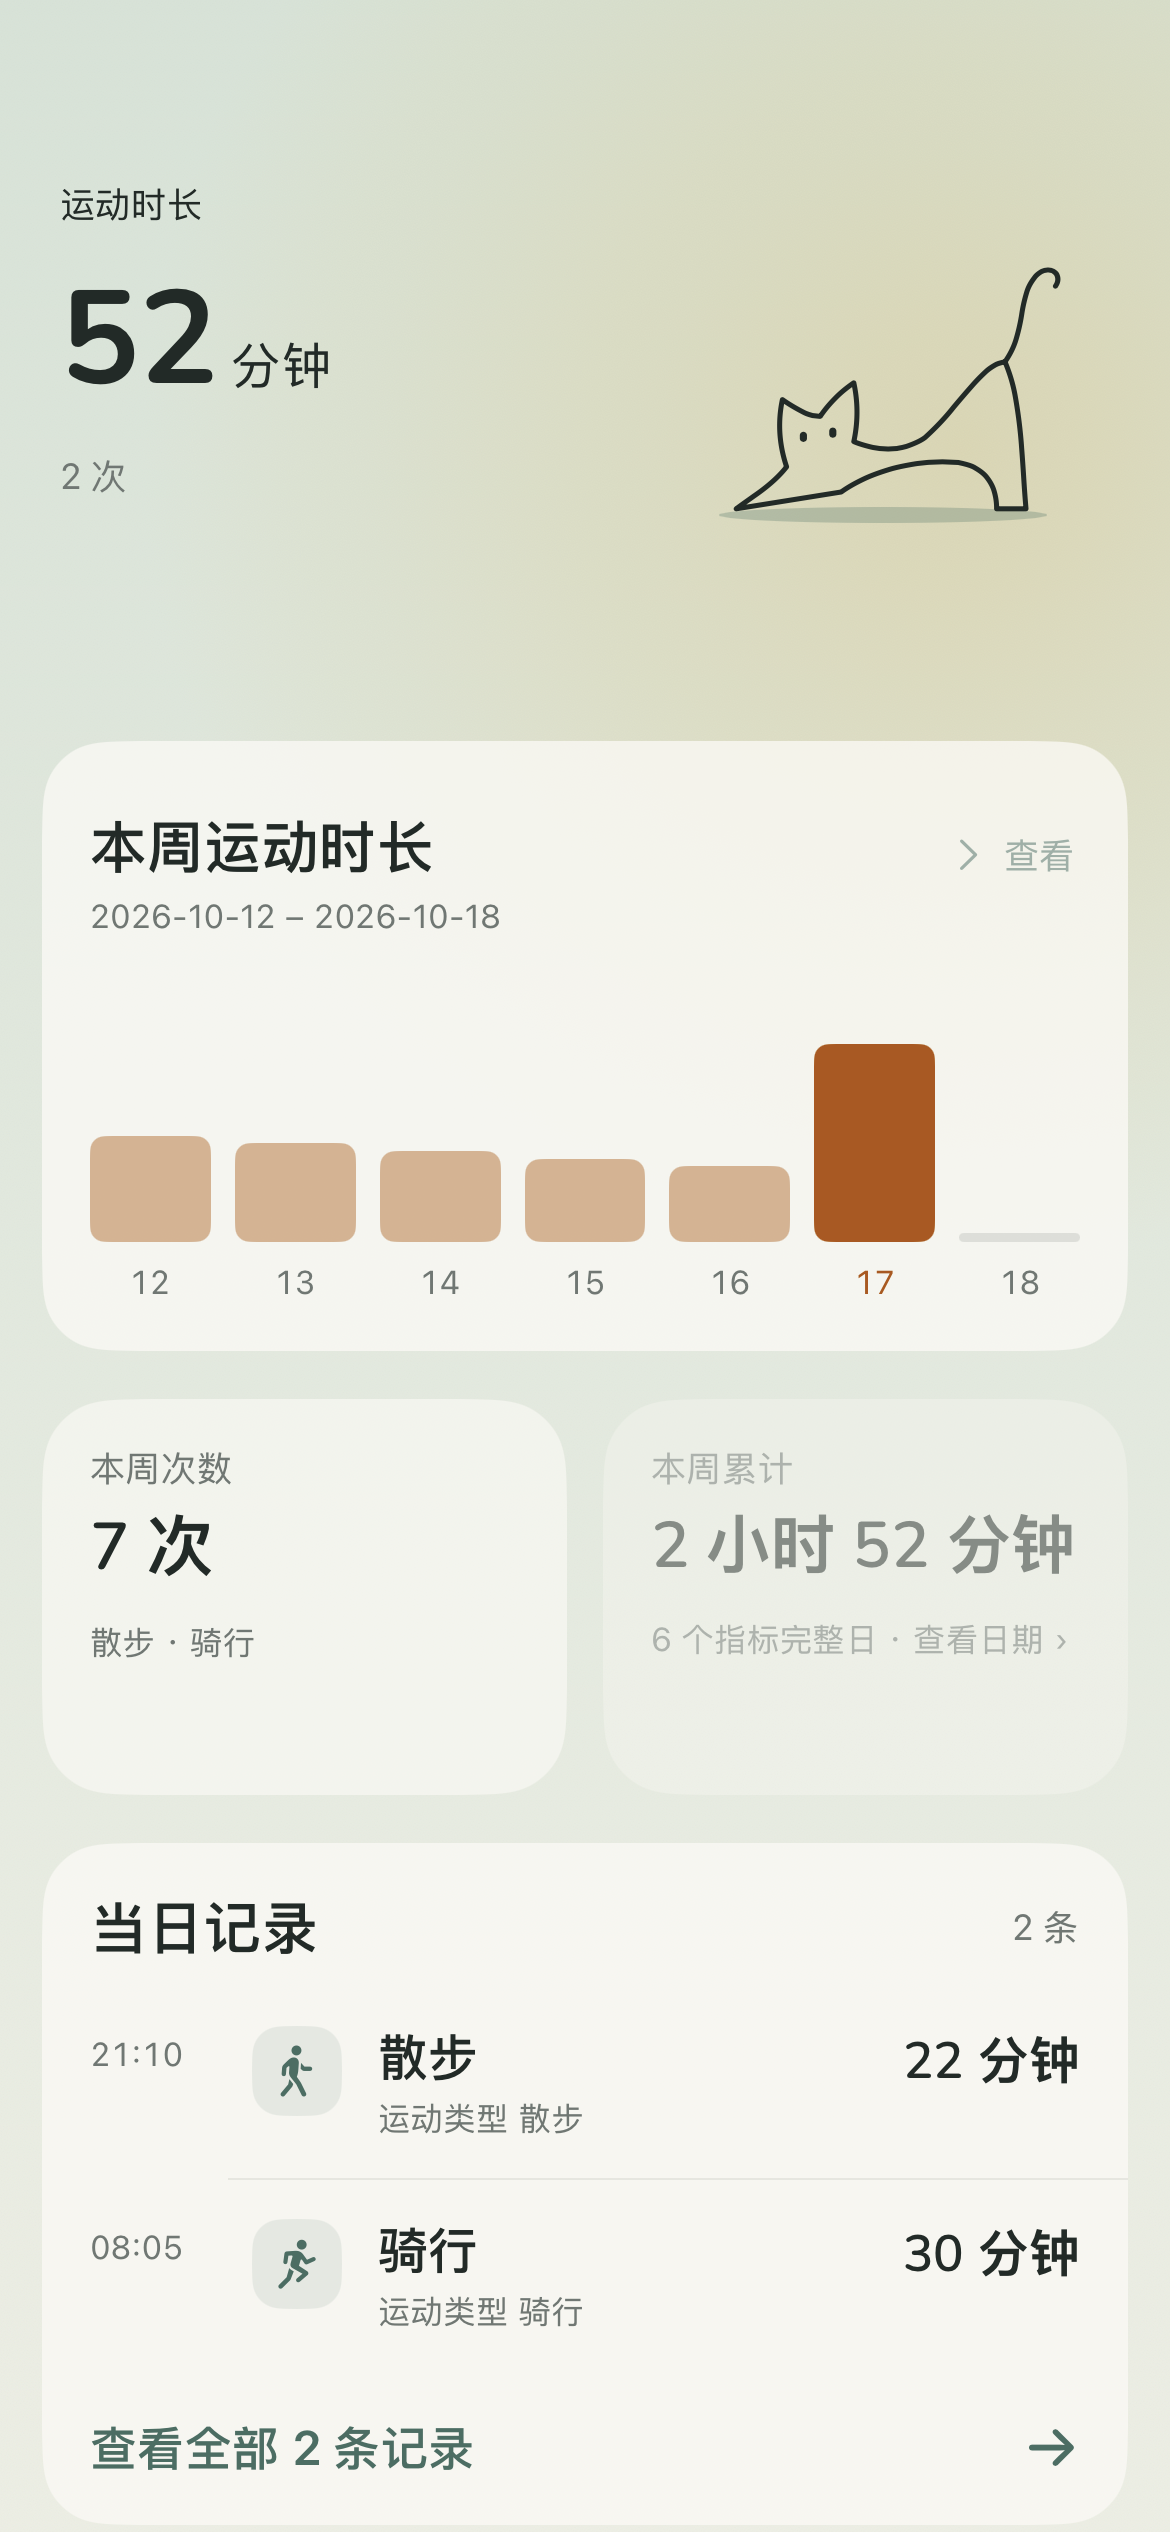 运动时长
52 分钟
2 次
本周运动时长
查看
2026-10-12 – 2026-10-18
12 13 14 15 16 17 18
本周次数
7 次
散步 · 骑行
本周累计
2 小时 52 分钟
6 个指标完整日 · 查看日期 ›
当日记录
2 条
21:10
散步
22 分钟
运动类型 散步
08:05
骑行
30 分钟
运动类型 骑行
查看全部 2 条记录